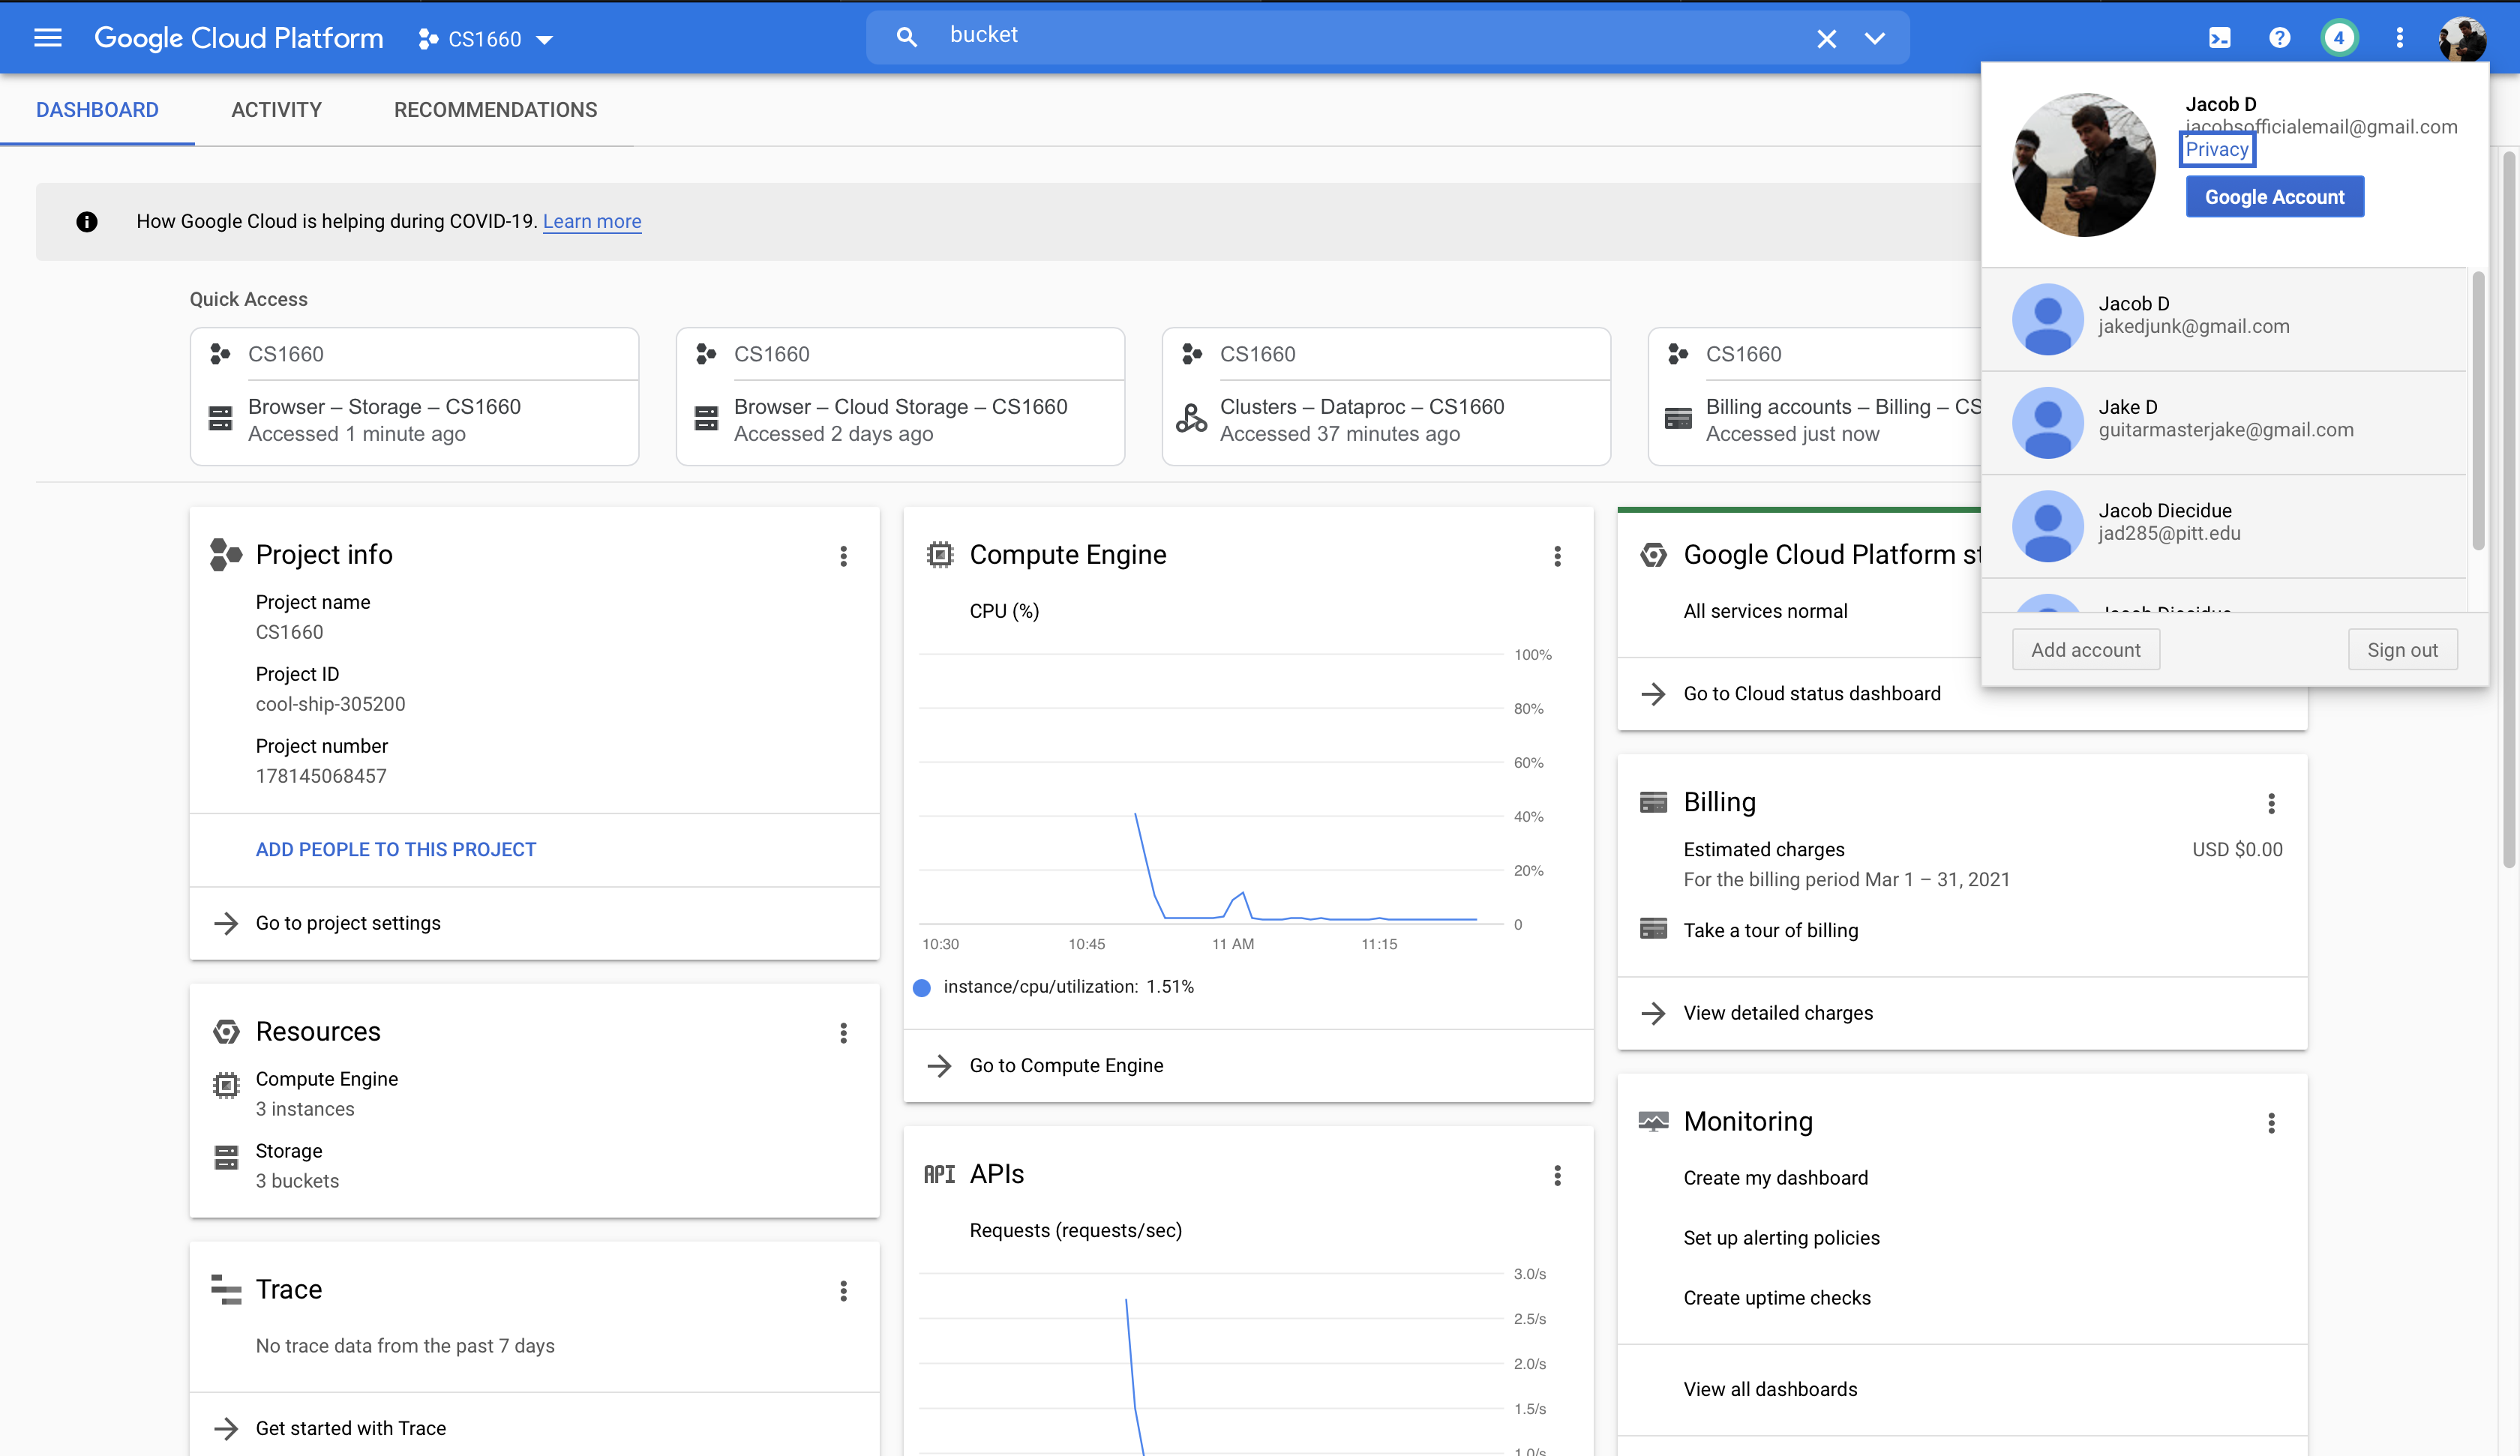 Google Cloud Platform
CS1660
bucket
4
DASHBOARD
ACTIVITY
RECOMMENDATIONS
How Google Cloud is helping during COVID-19. Learn more
Quick Access
CS1660
Browser – Storage – CS1660
Accessed 1 minute ago
CS1660
Browser – Cloud Storage – CS1660
Accessed 2 days ago
CS1660
Clusters – Dataproc – CS1660
Accessed 37 minutes ago
CS1660
Billing accounts – Billing – CS
Accessed just now
Jacob D
jacobsofficialemail@gmail.com
Privacy
Google Account
Jacob D
jakedjunk@gmail.com
Jake D
guitarmasterjake@gmail.com
Jacob Diecidue
jad285@pitt.edu
Jacob Diecidue
Add account
Sign out
Project info
Project name
CS1660
Project ID
cool-ship-305200
Project number
178145068457
ADD PEOPLE TO THIS PROJECT
Go to project settings
Resources
Compute Engine
3 instances
Storage
3 buckets
Trace
No trace data from the past 7 days
Get started with Trace
Compute Engine
CPU (%)
100%
80%
60%
40%
20%
0
10:30
10:45
11 AM
11:15
instance/cpu/utilization: 1.51%
Go to Compute Engine
API APIs
Requests (requests/sec)
3.0/s
2.5/s
2.0/s
1.5/s
1.0/s
Google Cloud Platform st
All services normal
Go to Cloud status dashboard
Billing
Estimated charges
USD $0.00
For the billing period Mar 1 – 31, 2021
Take a tour of billing
View detailed charges
Monitoring
Create my dashboard
Set up alerting policies
Create uptime checks
View all dashboards